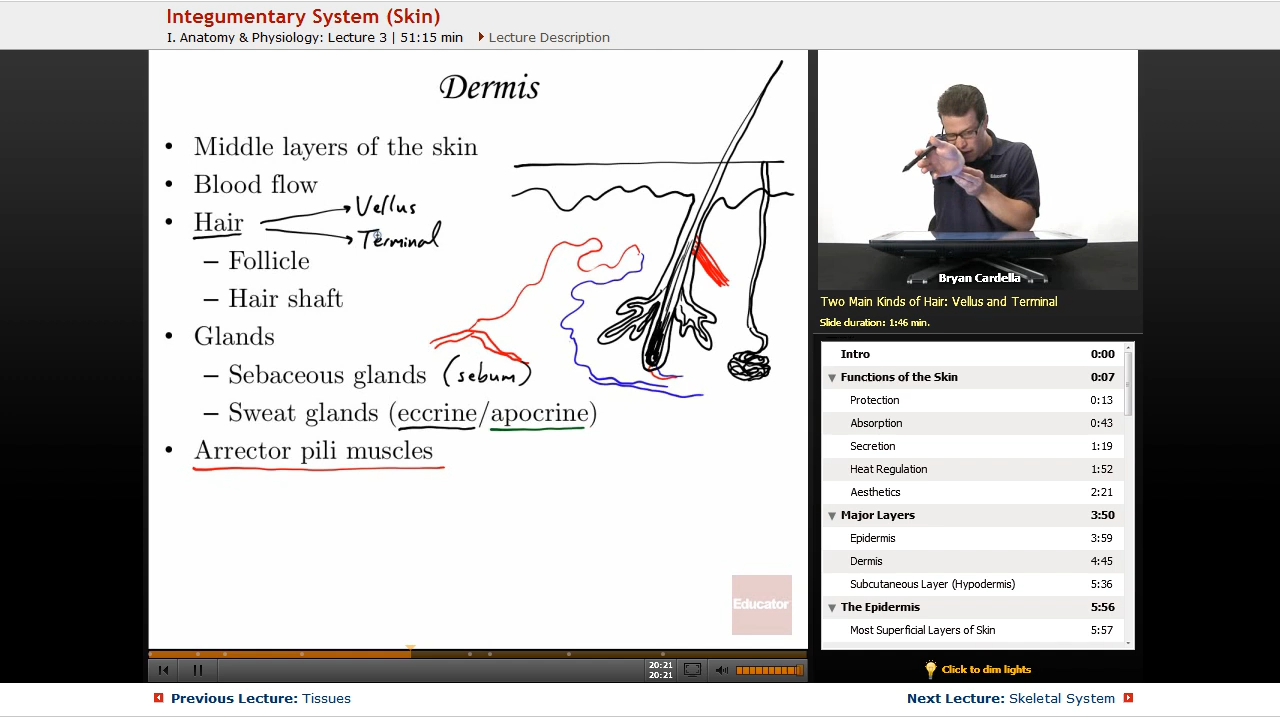 Integumentary System (Skin)
I. Anatomy & Physiology: Lecture 3 | 51:15 min
Lecture Description
Dermis
• Middle layers of the skin
• Blood flow
Vellus
• Hair
Terminal
– Follicle
– Hair shaft
• Glands
– Sebaceous glands (sebum)
– Sweat glands (eccrine/apocrine)
• Arrector pili muscles
Educator
20:21
20:21
Educator
Bryan Cardella
Two Main Kinds of Hair: Vellus and Terminal
Slide duration: 1:46 min.
Intro 0:00
Functions of the Skin 0:07
Protection 0:13
Absorption 0:43
Secretion 1:19
Heat Regulation 1:52
Aesthetics 2:21
Major Layers 3:50
Epidermis 3:59
Dermis 4:45
Subcutaneous Layer (Hypodermis) 5:36
The Epidermis 5:56
Most Superficial Layers of Skin 5:57
Click to dim lights
Previous Lecture: Tissues
Next Lecture: Skeletal System